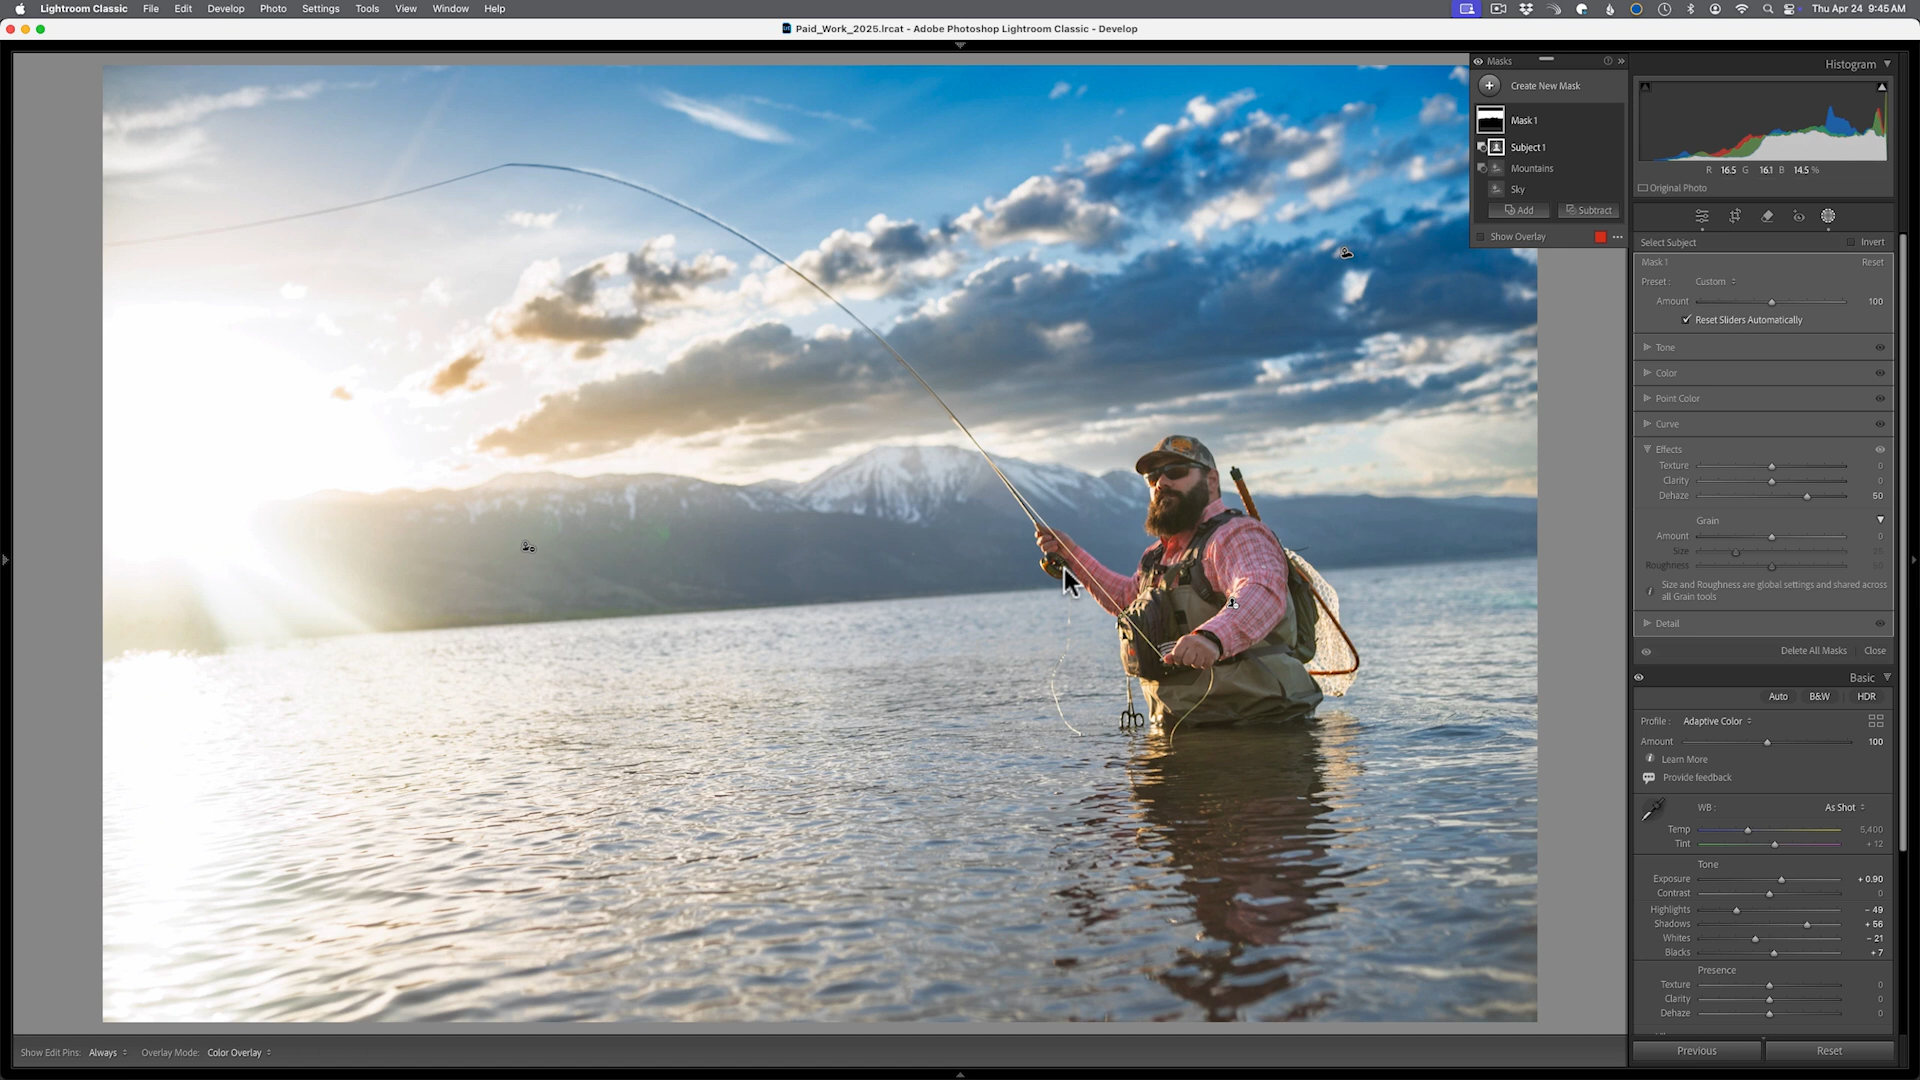 Lightroom Classic File Edit Develop Photo Settings Tools View Window Help Thu Apr 24 9:45 AM
Paid_Work_2025.lrcat - Adobe Photoshop Lightroom Classic - Develop
Masks
Create New Mask
Mask 1
Subject 1
Mountains
Sky
Add Subtract
Show Overlay
Histogram
R 16.5 G 16.1 B 14.5 %
Original Photo
Select Subject Invert
Mask 1 Reset
Preset : Custom
Amount 100
Reset Sliders Automatically
Tone
Color
Point Color
Curve
Effects
Texture 0
Clarity 0
Dehaze 50
Grain
Amount 0
Size 25
Roughness 50
Size and Roughness are global settings and shared across
all Grain tools
Detail
Delete All Masks Close
Basic
Auto B&W HDR
Profile : Adaptive Color
Amount 100
Learn More
Provide feedback
WB : As Shot
Temp 5,400
Tint + 12
Tone
Exposure + 0.90
Contrast 0
Highlights − 49
Shadows + 56
Whites − 21
Blacks + 7
Presence
Texture 0
Clarity 0
Dehaze 0
Previous Reset
Show Edit Pins: Always Overlay Mode: Color Overlay